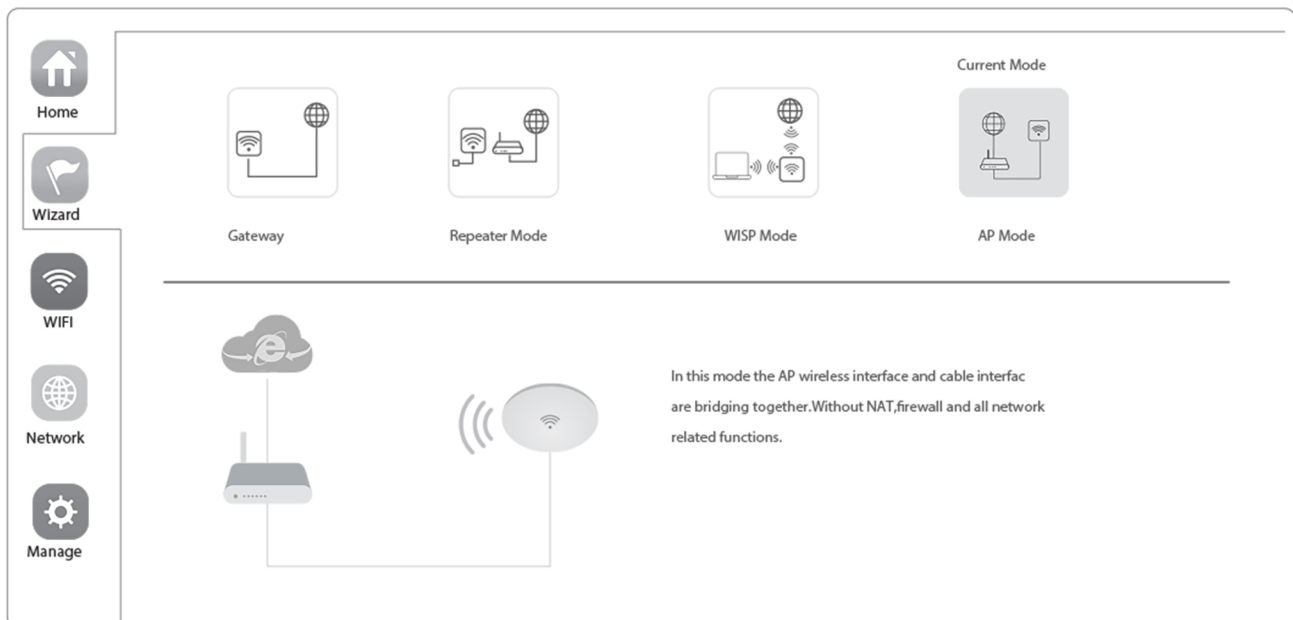 Current Mode
Home
Wizard
Gateway
Repeater Mode
WISP Mode
AP Mode
WIFI
In this mode the AP wireless interface and cable interfac
are bridging together.Without NAT,firewall and all network
related functions.
Network
Manage